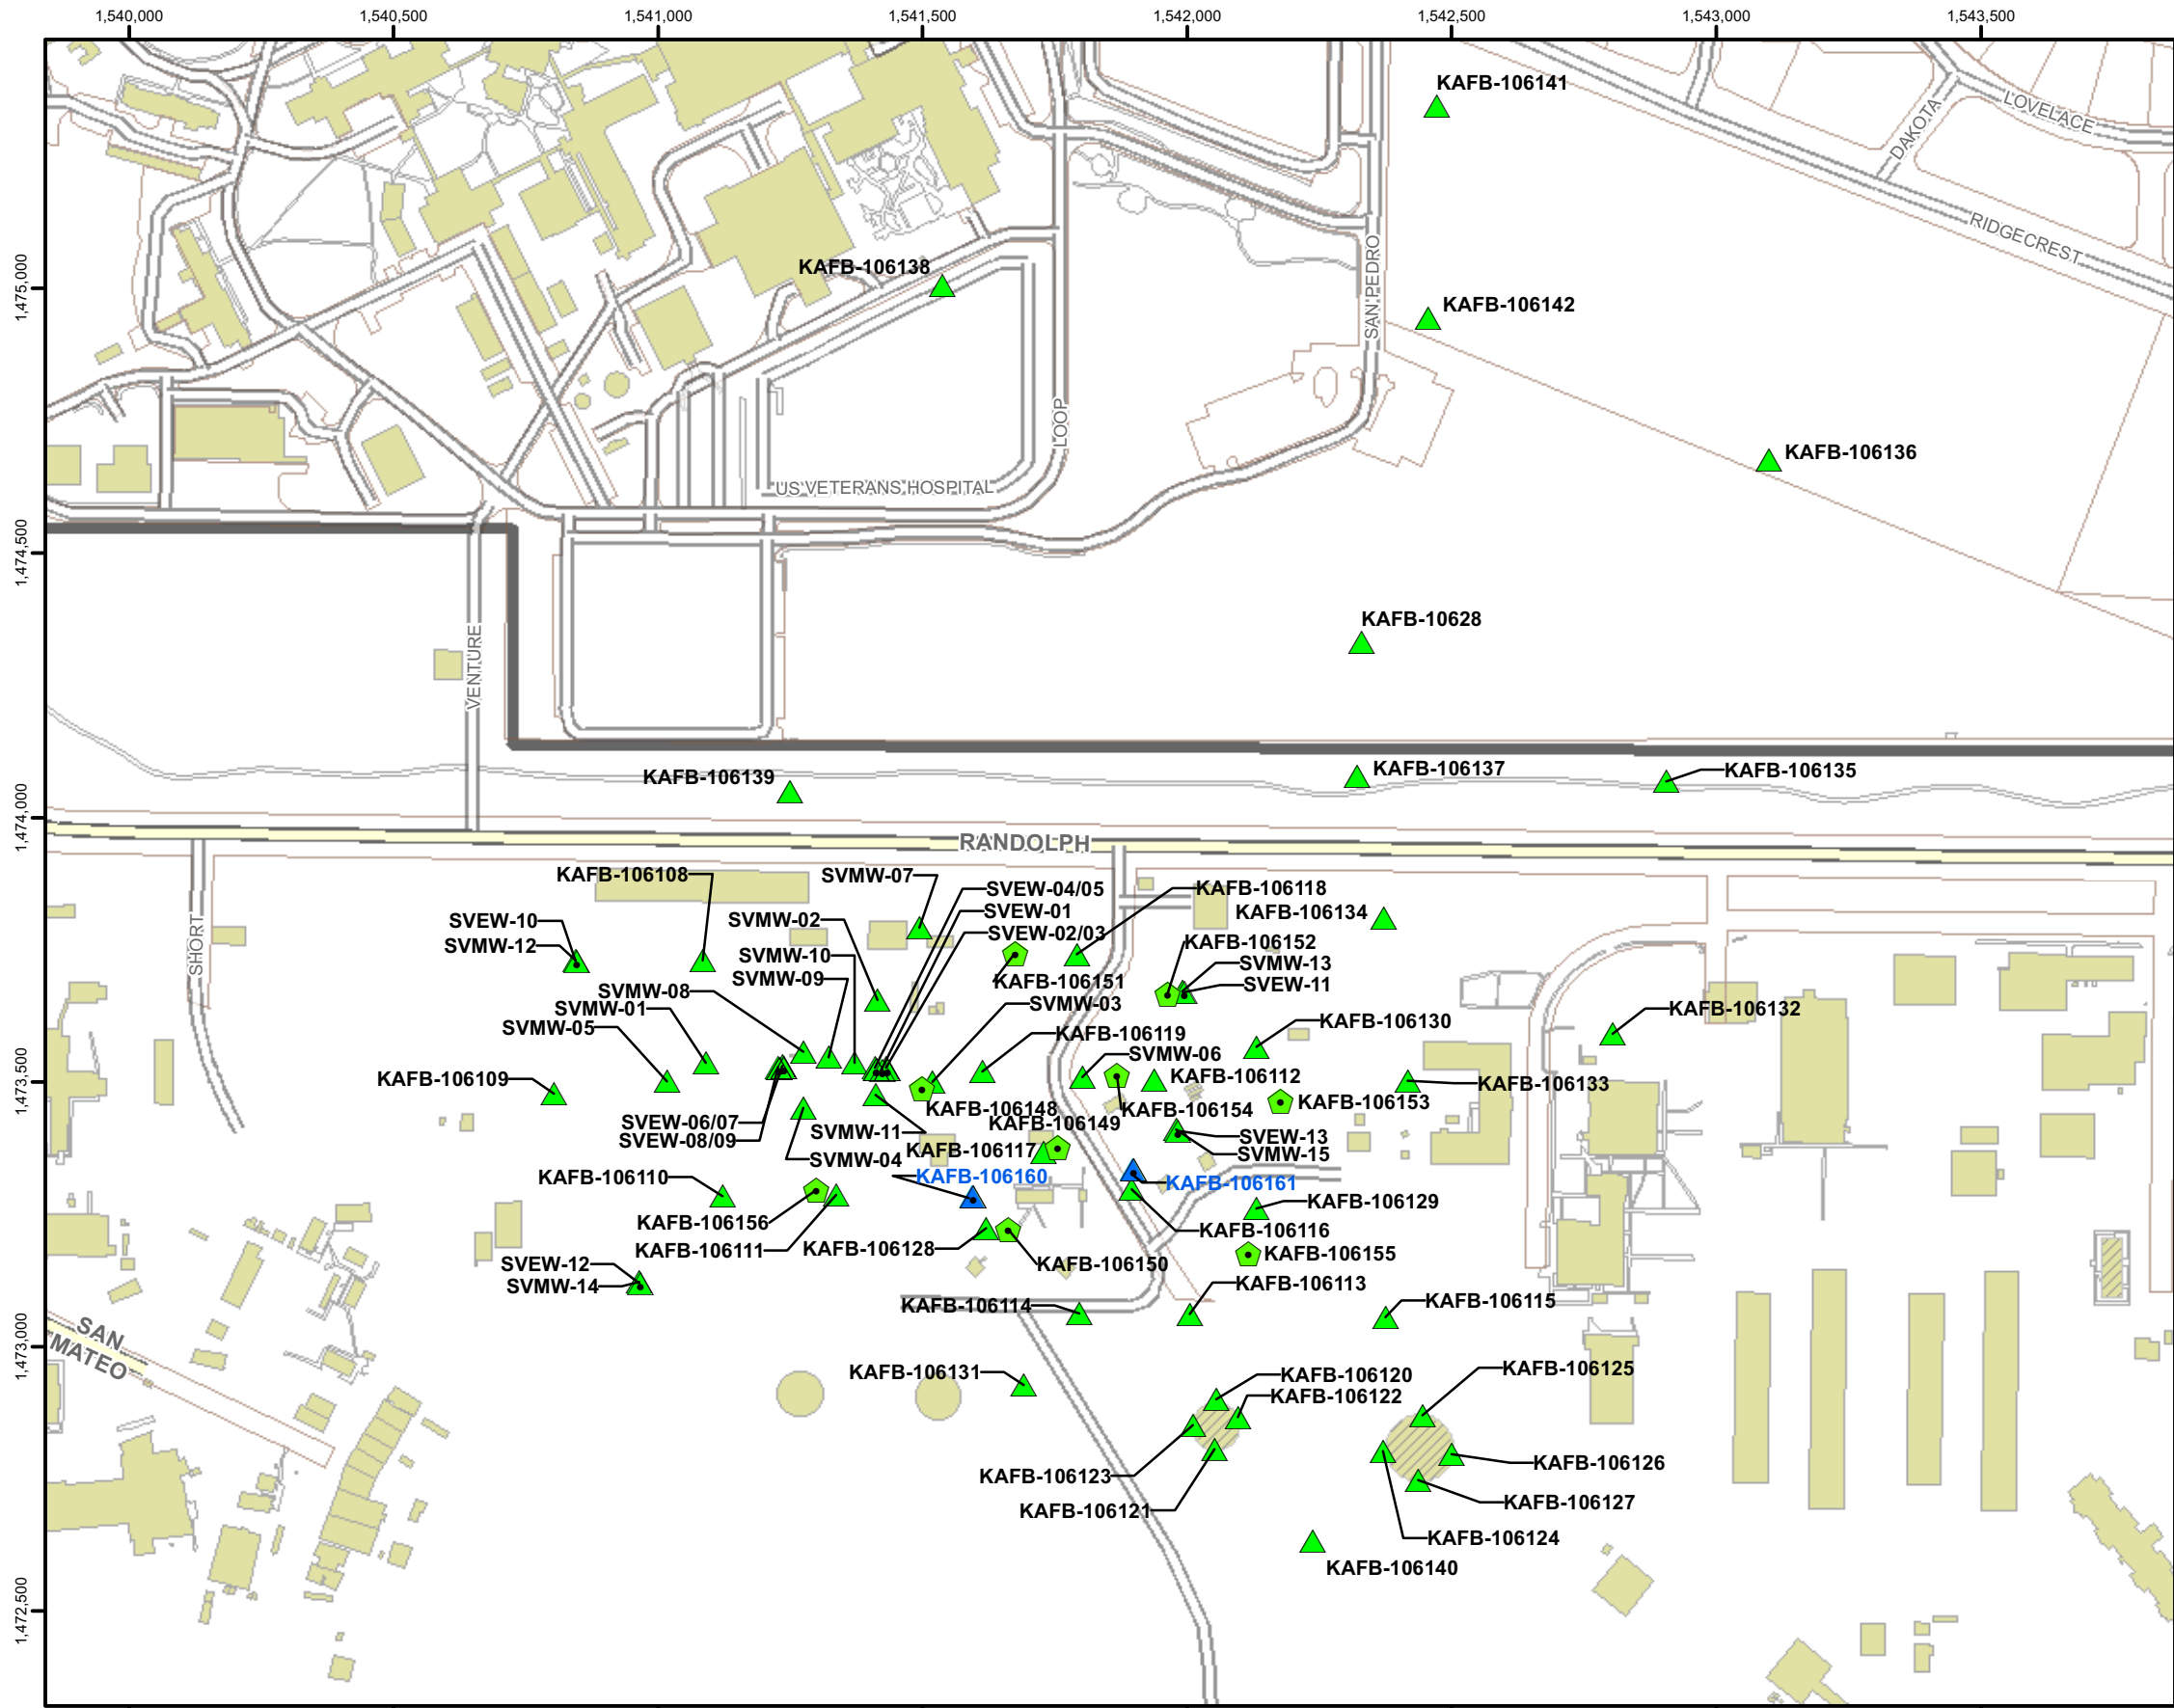 1,540,000
1,540,500
1,541,000
1,541,500
1,542,000
1,542,500
1,543,000
1,543,500
KAFB-106141
LOVELACE
DAKOTA
RIDGECREST
SAN PEDRO
1,475,000
KAFB-106138
KAFB-106142
LOOP
KAFB-106136
US VETERANS HOSPITAL
1,474,500
KAFB-10628
VENTURE
KAFB-106139
KAFB-106137
KAFB-106135
1,474,000
RANDOLPH
KAFB-106108
SVMW-07
SVEW-04/05
KAFB-106118
SVEW-10
SVMW-02
SVEW-01
KAFB-106134
SVMW-12
SVEW-02/03
KAFB-106152
SHORT
SVMW-10
SVMW-13
SVMW-09
KAFB-106151
SVEW-11
SVMW-08
SVMW-03
SVMW-01
KAFB-106132
SVMW-05
KAFB-106119
KAFB-106130
SVMW-06
1,473,500
KAFB-106109
KAFB-106112
KAFB-106133
KAFB-106148
KAFB-106154
KAFB-106153
SVEW-06/07
KAFB-106149
SVEW-08/09
SVMW-11
SVEW-13
KAFB-106117
SVMW-15
SVMW-04
KAFB-106110
KAFB-106160
KAFB-106161
KAFB-106129
KAFB-106156
KAFB-106116
KAFB-106111
KAFB-106128
KAFB-106155
SVEW-12
KAFB-106150
SVMW-14
KAFB-106113
KAFB-106114
KAFB-106115
1,473,000
SAN
MATEO
KAFB-106131
KAFB-106120
KAFB-106125
KAFB-106122
KAFB-106126
KAFB-106123
KAFB-106127
KAFB-106121
KAFB-106124
KAFB-106140
1,472,500